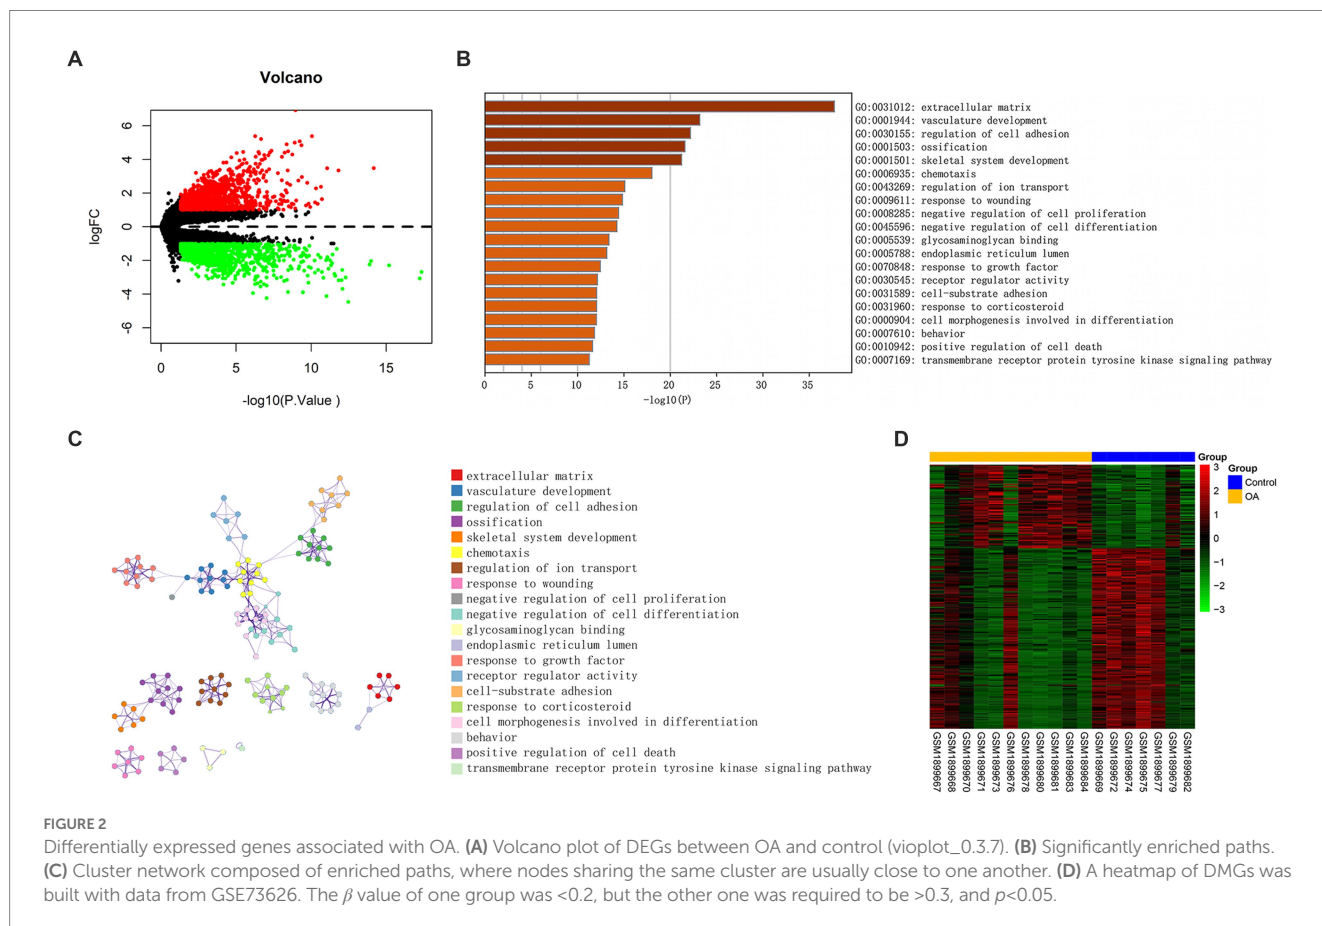 A
Volcano
6
4
2
0
-2
-4
-6
logFC
0
5
10
15
-log10(P.Value )
B
GO:0031012: extracellular matrix
GO:0001944: vasculature development
GO:0030155: regulation of cell adhesion
GO:0001503: ossification
GO:0001501: skeletal system development
GO:0006935: chemotaxis
GO:0043269: regulation of ion transport
GO:0009611: response to wounding
GO:0008285: negative regulation of cell proliferation
GO:0045596: negative regulation of cell differentiation
GO:0005539: glycosaminoglycan binding
GO:0005788: endoplasmic reticulum lumen
GO:0070848: response to growth factor
GO:0030545: receptor regulator activity
GO:0031589: cell-substrate adhesion
GO:0031960: response to corticosteroid
GO:0000904: cell morphogenesis involved in differentiation
GO:0007610: behavior
GO:0010942: positive regulation of cell death
GO:0007169: transmembrane receptor protein tyrosine kinase signaling pathway
0
5
10
15
20
25
30
35
-log10(P)
C
extracellular matrix
vasculature development
regulation of cell adhesion
ossification
skeletal system development
chemotaxis
regulation of ion transport
response to wounding
negative regulation of cell proliferation
negative regulation of cell differentiation
glycosaminoglycan binding
endoplasmic reticulum lumen
response to growth factor
receptor regulator activity
cell-substrate adhesion
response to corticosteroid
cell morphogenesis involved in differentiation
behavior
positive regulation of cell death
transmembrane receptor protein tyrosine kinase signaling pathway
D
Group
3
2
1
0
-1
-2
-3
Group
Control
OA
GSM1899667
GSM1899668
GSM1899670
GSM1899671
GSM1899673
GSM1899676
GSM1899678
GSM1899680
GSM1899681
GSM1899683
GSM1899684
GSM1899669
GSM1899672
GSM1899674
GSM1899675
GSM1899677
GSM1899679
GSM1899682
FIGURE 2
Differentially expressed genes associated with OA. (A) Volcano plot of DEGs between OA and control (vioplot_0.3.7). (B) Significantly enriched paths.
(C) Cluster network composed of enriched paths, where nodes sharing the same cluster are usually close to one another. (D) A heatmap of DMGs was
built with data from GSE73626. The β value of one group was <0.2, but the other one was required to be >0.3, and p<0.05.